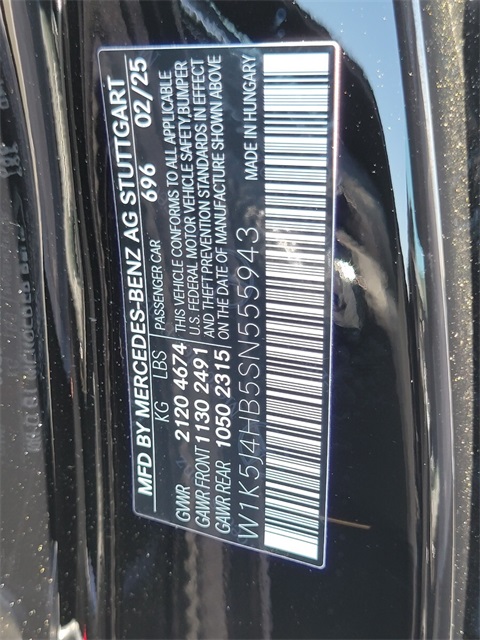 MFD BY MERCEDES-BENZ AG STUTTGART
696 02/25
KG LBS PASSENGER CAR
GVWR 2120 4674 THIS VEHICLE CONFORMS TO ALL APPLICABLE
GAWR FRONT 1130 2491 U.S. FEDERAL MOTOR VEHICLE SAFETY,BUMPER
GAWR REAR 1050 2315 AND THEFT PREVENTION STANDARDS IN EFFECT
ON THE DATE OF MANUFACTURE SHOWN ABOVE
W1K5J4HB5SN555943 MADE IN HUNGARY